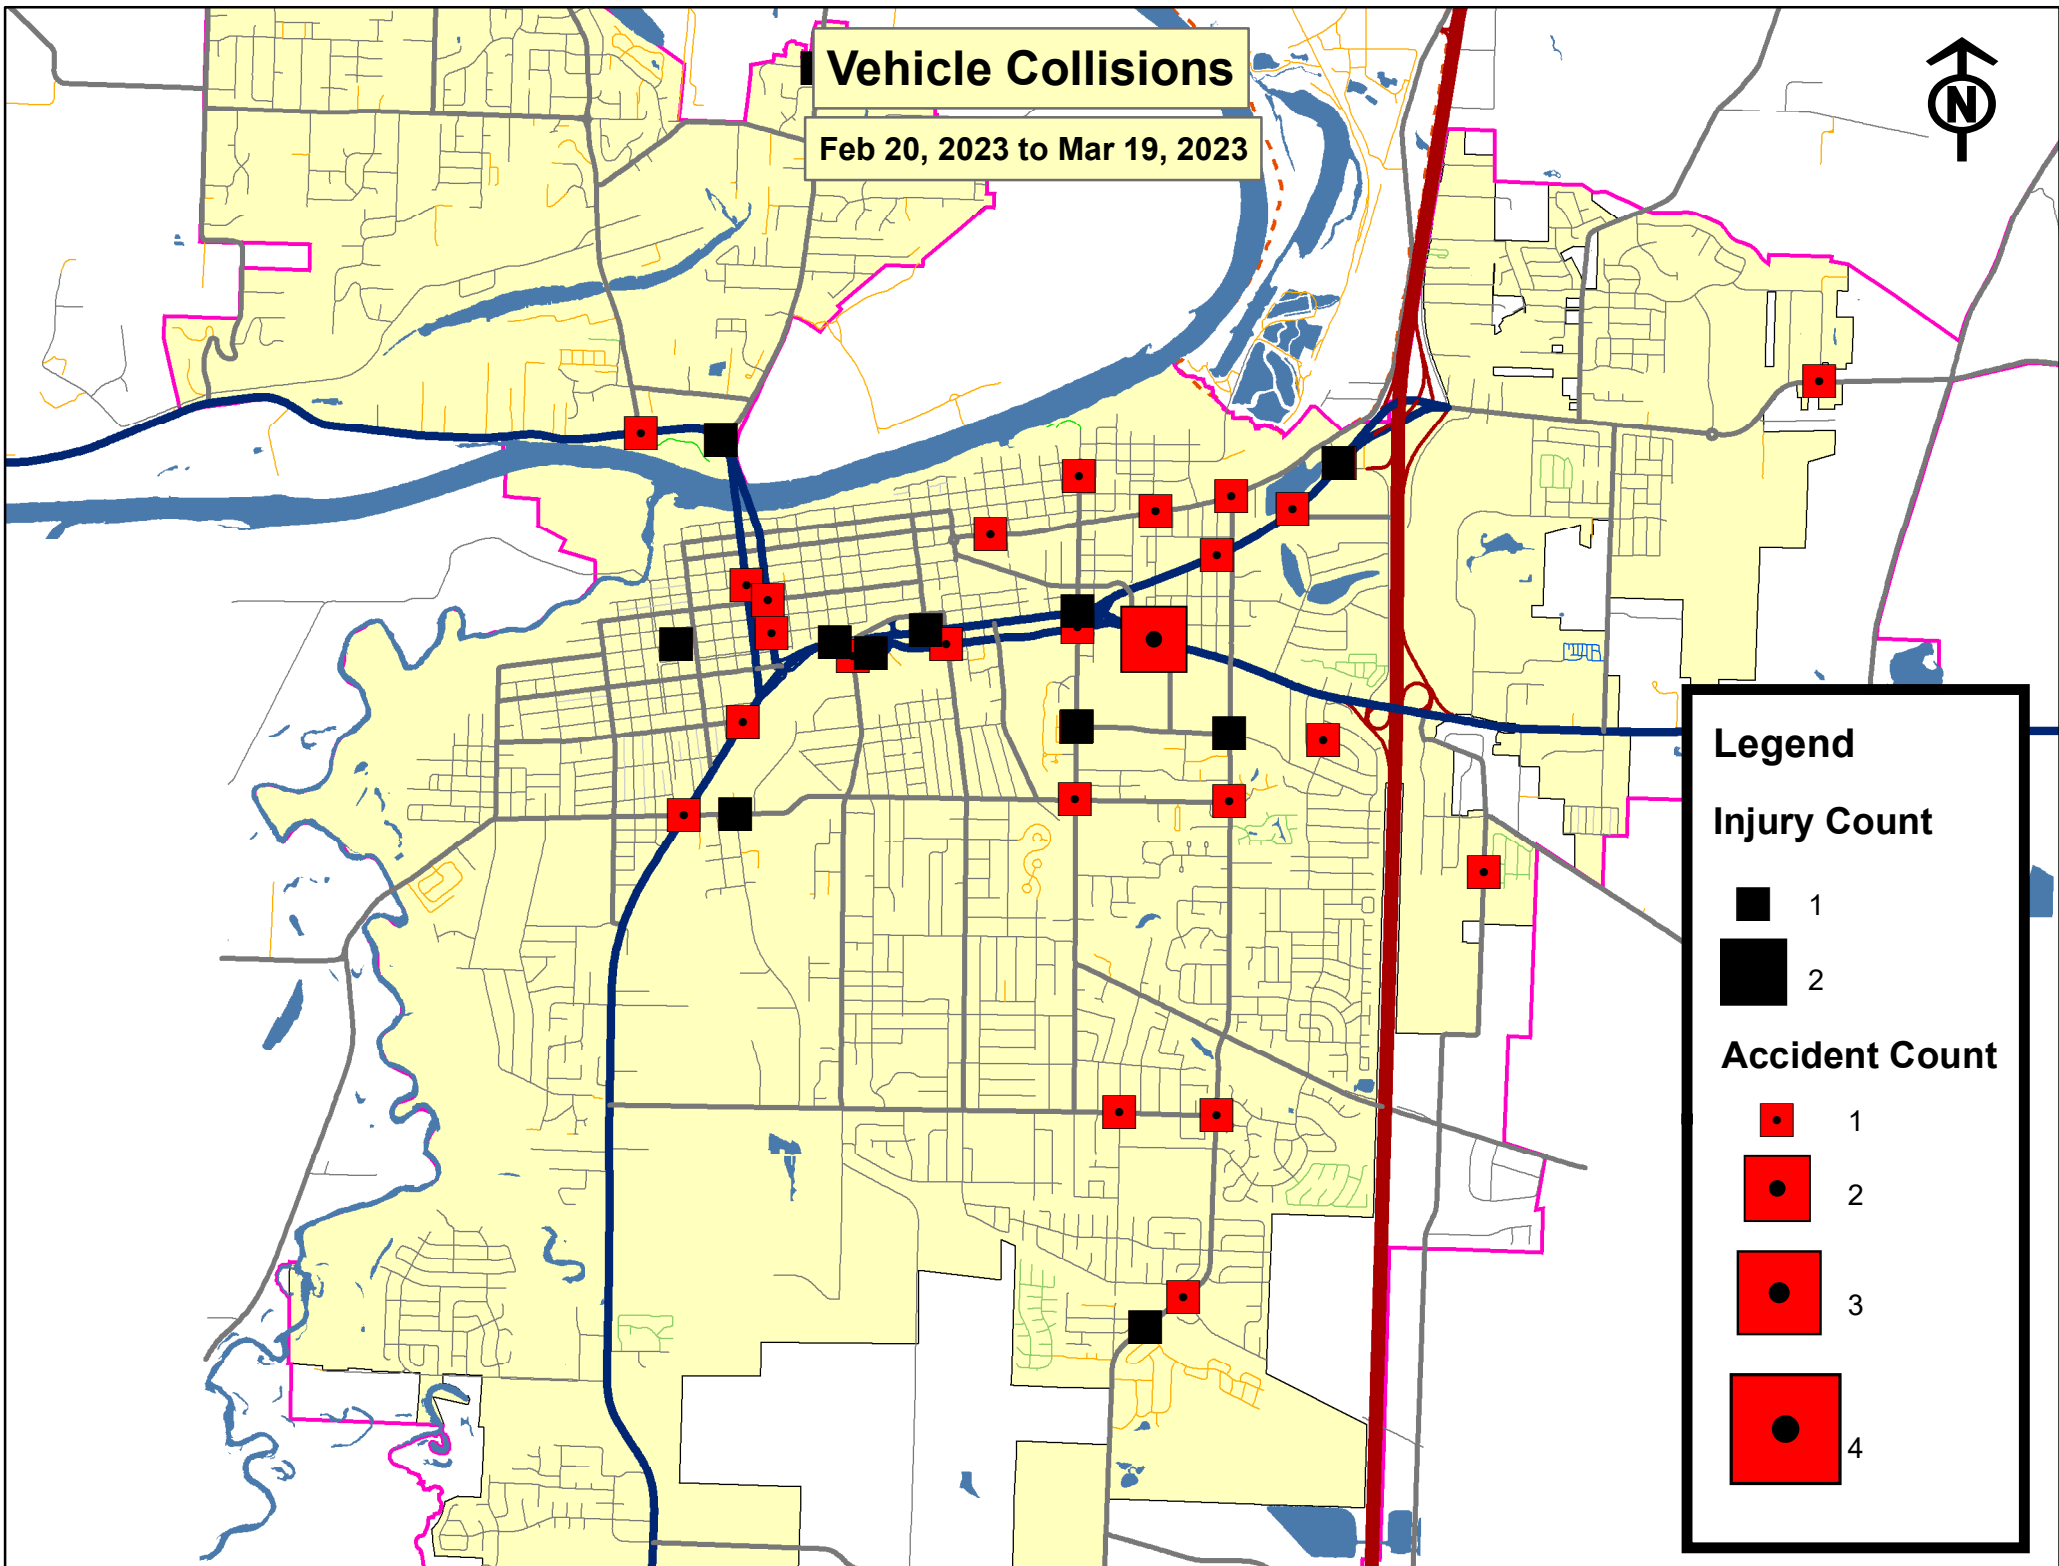 Vehicle Collisions
Feb 20, 2023 to Mar 19, 2023
N
Legend
Injury Count
1
2
Accident Count
1
2
3
4